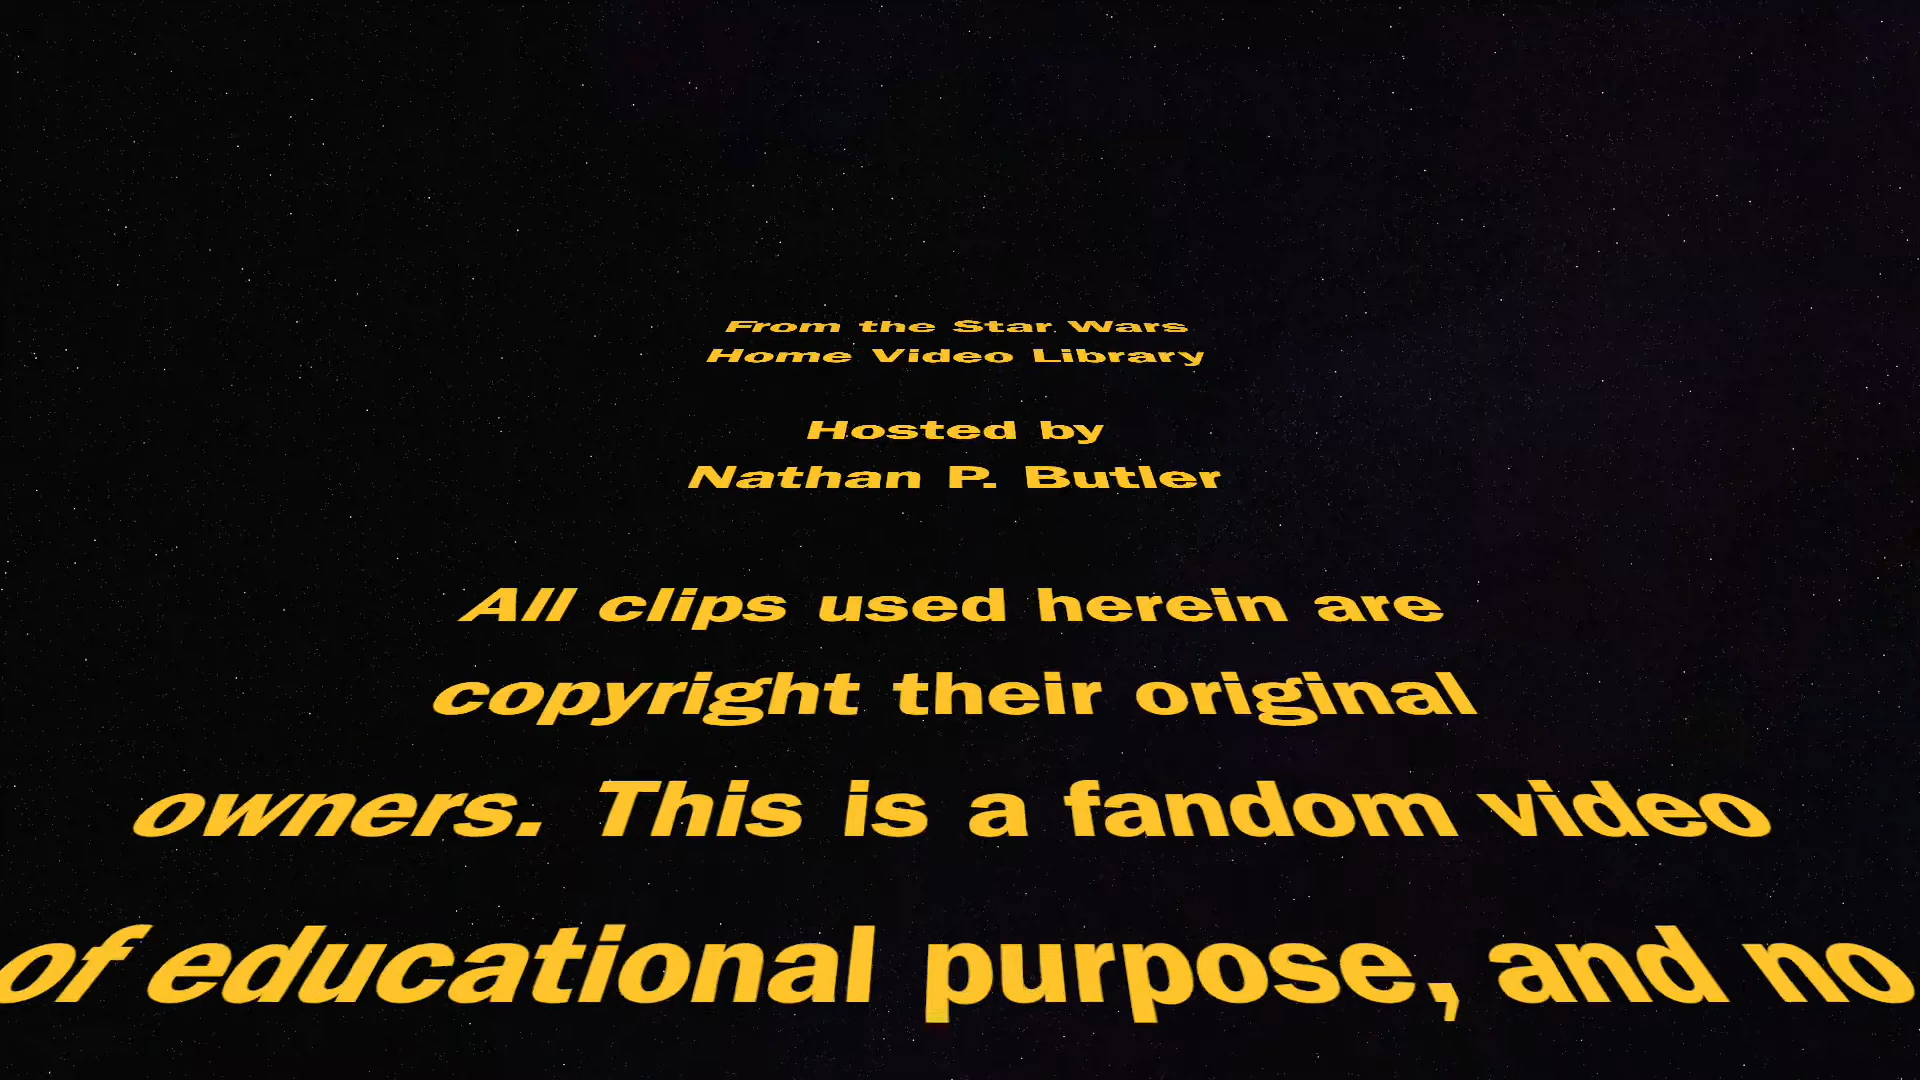 From the Star Wars
Home Video Library
Hosted by
Nathan P. Butler
All clips used herein are
copyright their original
owners. This is a fandom video
of educational purpose, and no